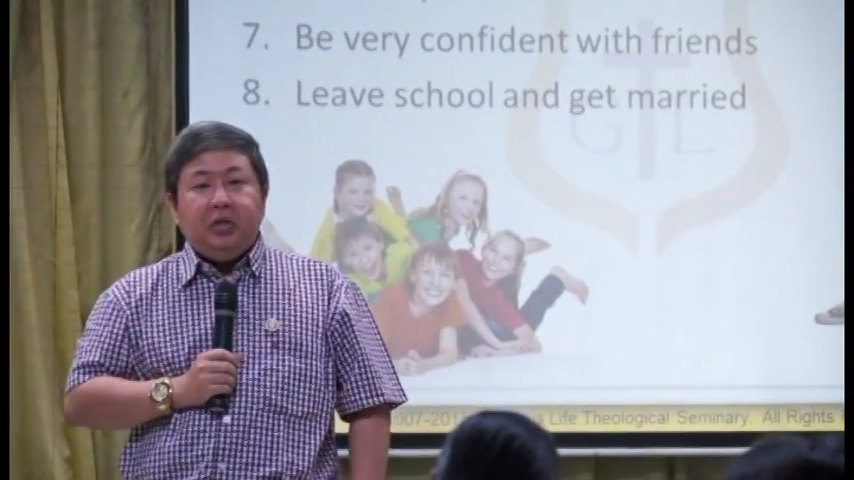 7. Be very confident with friends
8. Leave school and get married
G L
Life Theological Seminary. All Rights